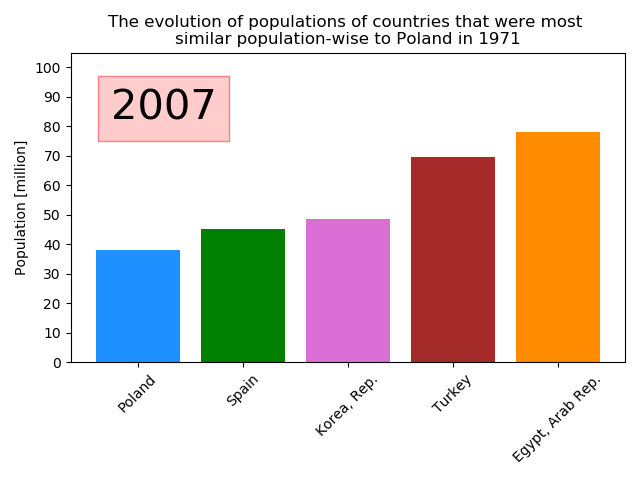 The evolution of populations of countries that were most
similar population-wise to Poland in 1971
Population [million]
100
90
80
70
60
50
40
30
20
10
0
2007
Poland
Spain
Korea, Rep.
Turkey
Egypt, Arab Rep.